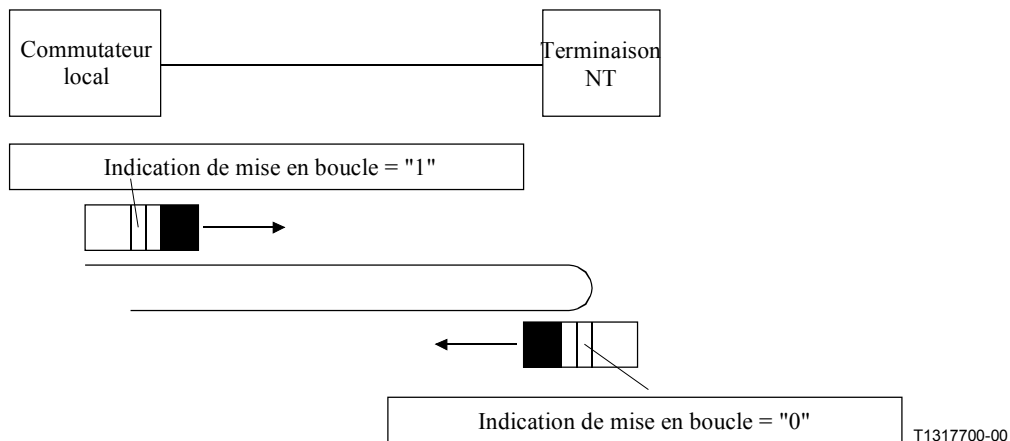 Commutateur
local
Terminaison
NT
Indication de mise en boucle = "1"
Indication de mise en boucle = "0"
T1317700-00